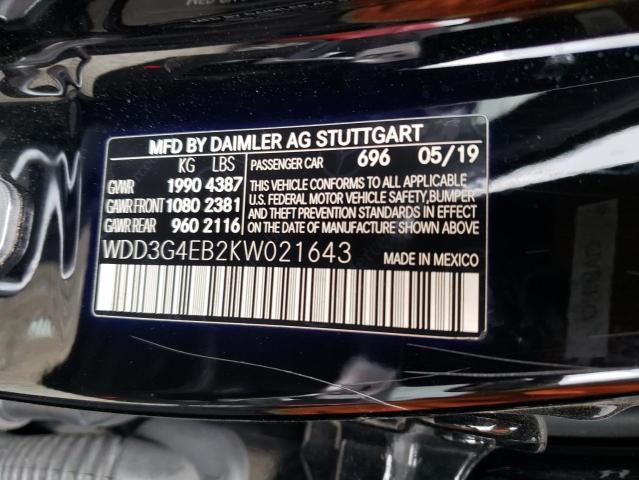 MFD BY DAIMLER AG STUTTGART
KG LBS PASSENGER CAR 696 05/19
GVWR 1990 4387
GAWR FRONT 1080 2381
GAWR REAR 960 2116
THIS VEHICLE CONFORMS TO ALL APPLICABLE
U.S. FEDERAL MOTOR VEHICLE SAFETY, BUMPER
AND THEFT PREVENTION STANDARDS IN
EFFECT ON THE DATE OF
MANUFACTURE SHOWN ABOVE.
WDD3G4EB2KW021643 MADE IN MEXICO